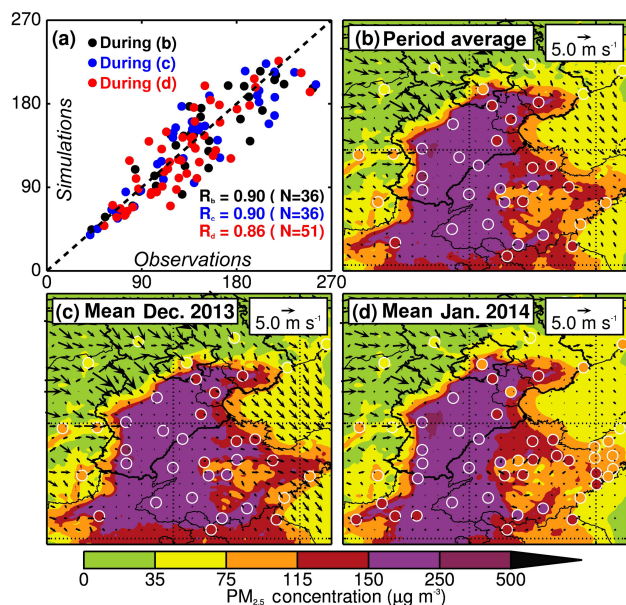 270
(a)
During (b)
During (c)
During (d)
180
Simulations
90
R_b = 0.90 ( N=36)
R_c = 0.90 ( N=36)
R_d = 0.86 (N=51)
Observations
0
0 90 180 270
(b) Period average
5.0 m s⁻¹
(c) Mean Dec. 2013
5.0 m s⁻¹
(d) Mean Jan. 2014
5.0 m s⁻¹
0 35 75 115 150 250 500
PM₂.₅ concentration (μg m⁻³)